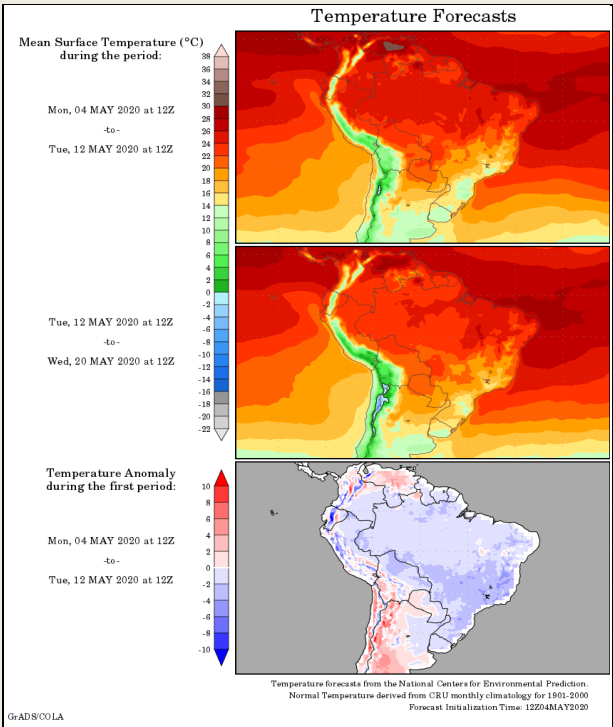 Temperature Forecasts
Mean Surface Temperature (°C)
during the period:
Mon, 04 MAY 2020 at 12Z
-to-
Tue, 12 MAY 2020 at 12Z
38
36
34
32
30
28
26
24
22
20
18
16
14
12
10
8
6
4
2
0
-2
-4
-6
-8
-10
-12
-14
-16
-18
-20
-22
Tue, 12 MAY 2020 at 12Z
-to-
Wed, 20 MAY 2020 at 12Z
Temperature Anomaly
during the first period:
Mon, 04 MAY 2020 at 12Z
-to-
Tue, 12 MAY 2020 at 12Z
10
8
6
4
2
0
-2
-4
-6
-8
-10
Temperature forecasts from the National Centers for Environmental Prediction.
Normal Temperature derived from CRU monthly climatology for 1901-2000
Forecast Initialization Time: 12Z04MAY2020
GrADS/COLA